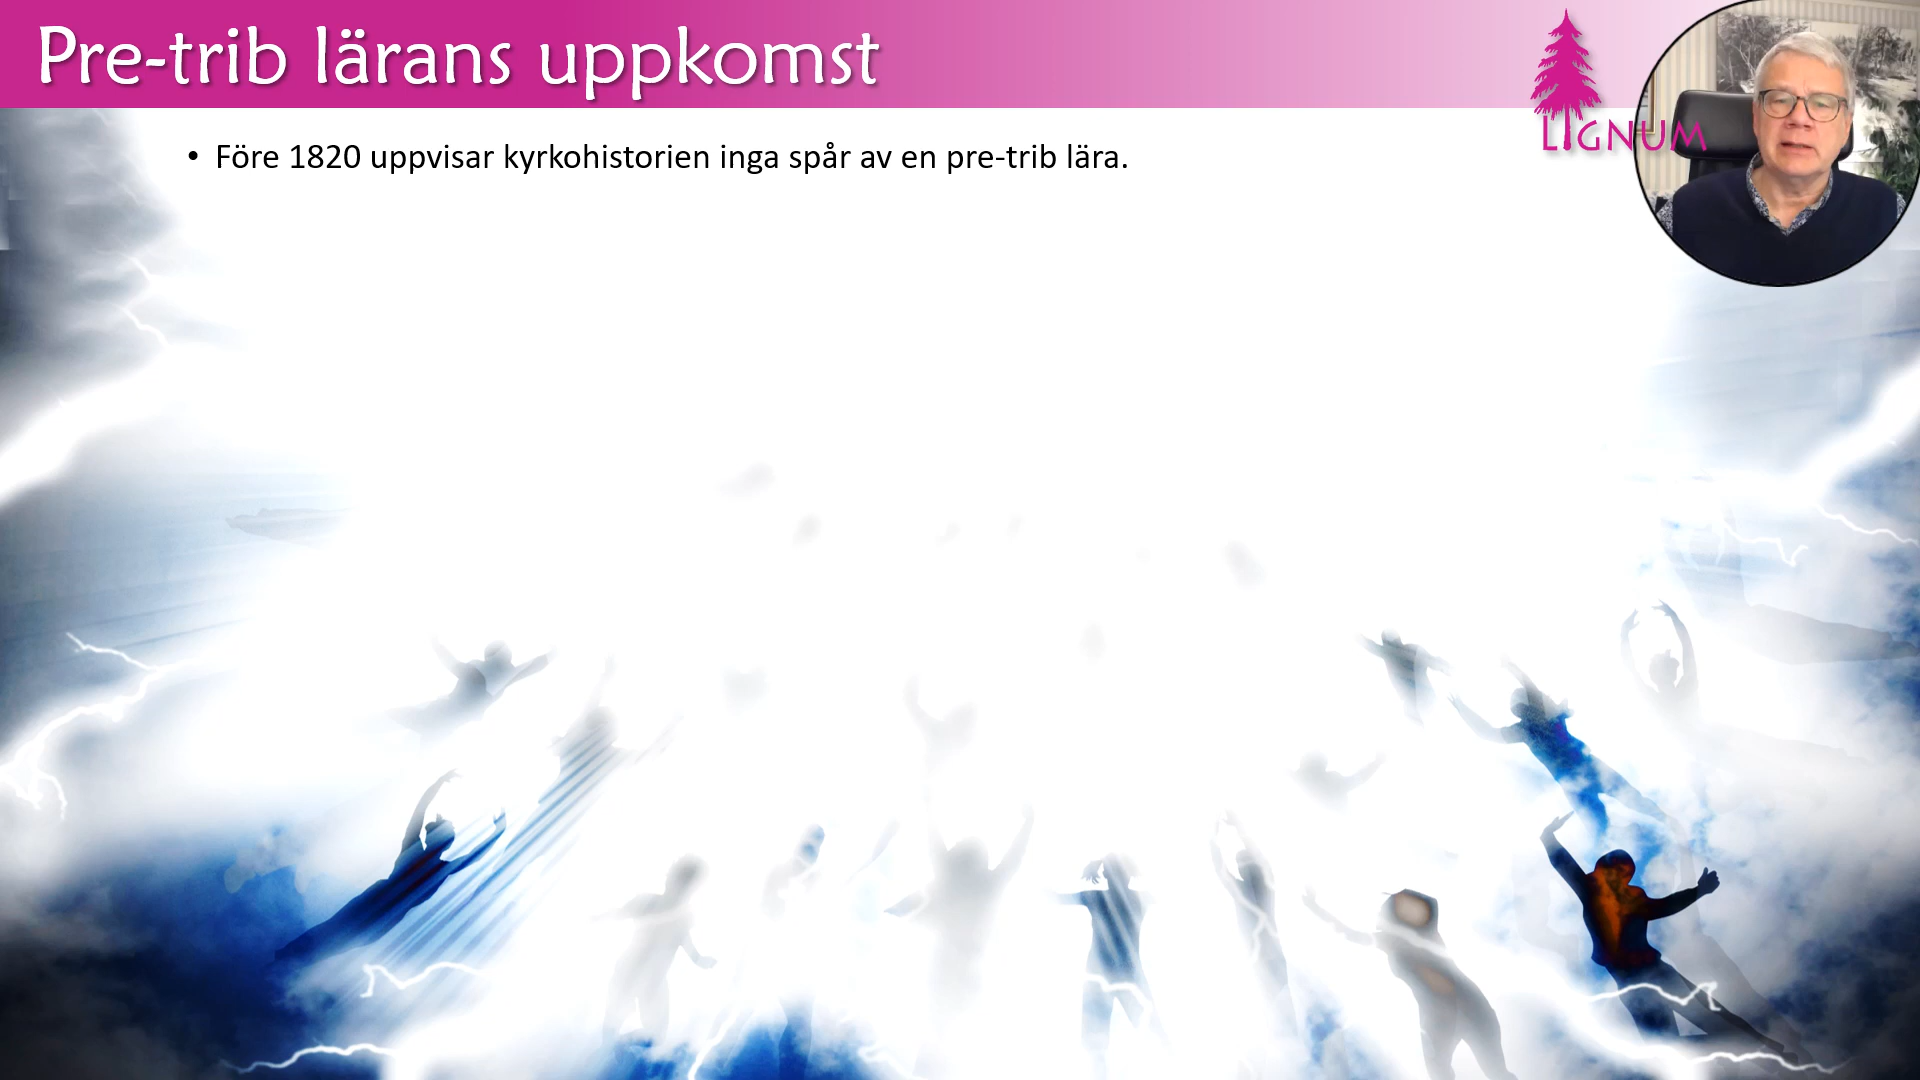 Pre-trib lärans uppkomst
LIGNUM
• Före 1820 uppvisar kyrkohistorien inga spår av en pre-trib lära.